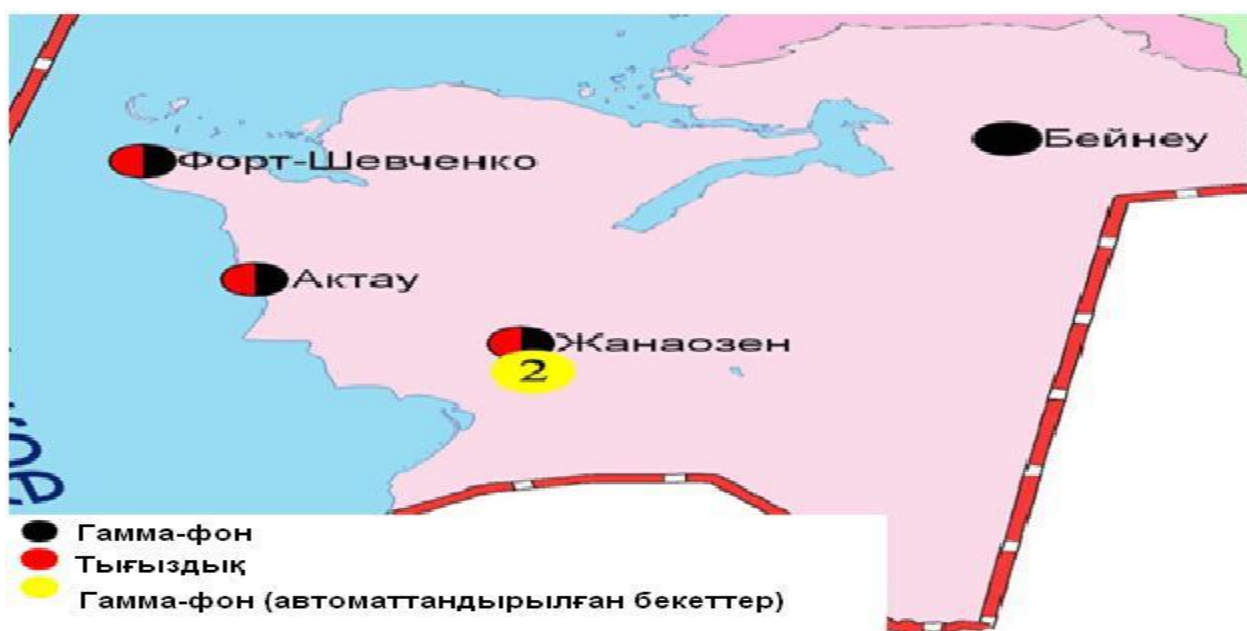 Форт-Шевченко
Бейнеу
Актау
Жанаозен
2
Гамма-фон
Тығыздық
Гамма-фон (автоматтандырылған бекеттер)